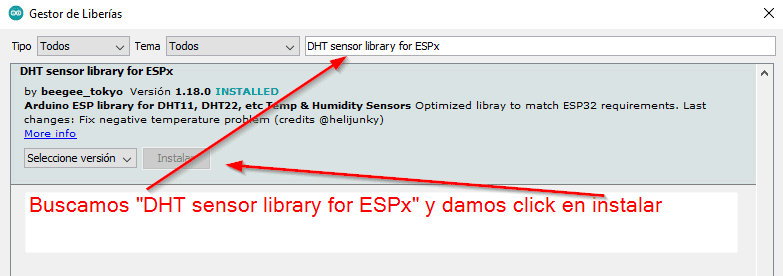 Gestor de Liberías
Tipo Todos Tema Todos DHT sensor library for ESPx
DHT sensor library for ESPx
by beegee_tokyo Versión 1.18.0 INSTALLED
Arduino ESP library for DHT11, DHT22, etc Temp & Humidity Sensors Optimized libray to match ESP32 requirements. Last
changes: Fix negative temperature problem (credits @helijunky)
More info
Seleccione versión Instalar
Buscamos "DHT sensor library for ESPx" y damos click en instalar